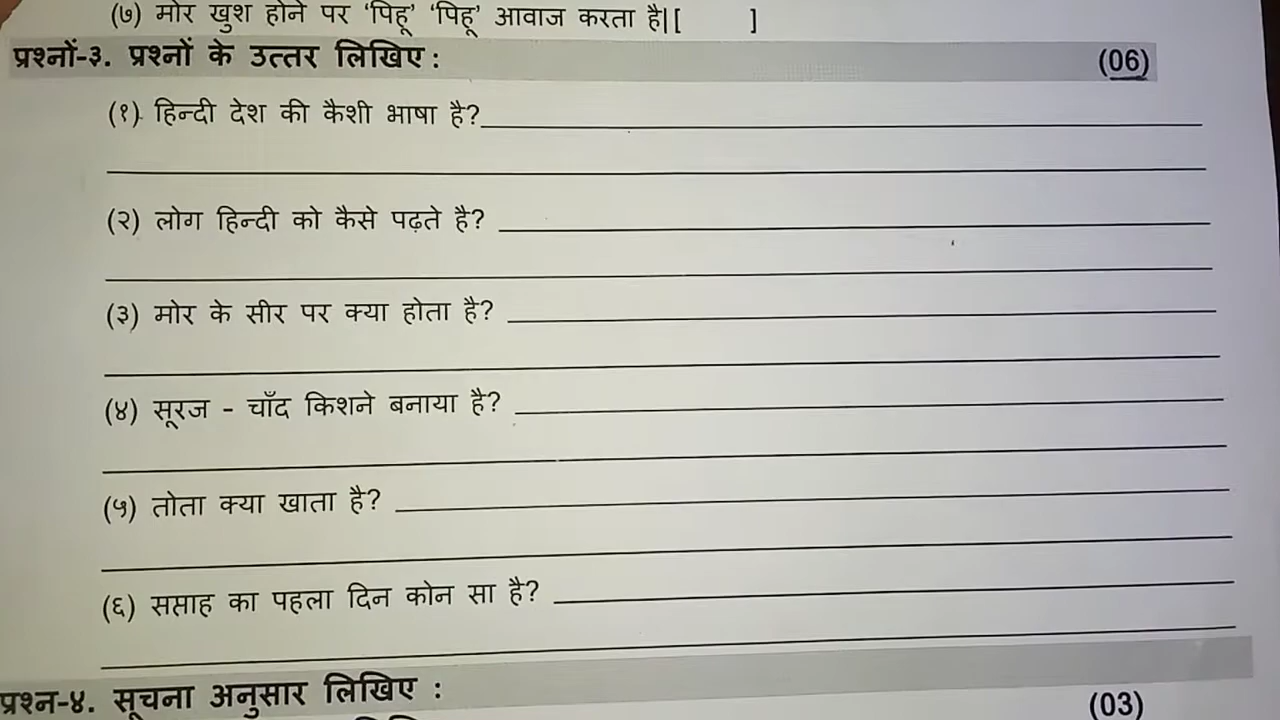 (७) मोर खुश होने पर ‘पिहू’ ‘पिहू’ आवाज करता है| [ ]
प्रश्नों-३. प्रश्नों के उत्तर लिखिए : (06)
(१) हिन्दी देश की कैशी भाषा है?
(२) लोग हिन्दी को कैसे पढ़ते है?
(३) मोर के सीर पर क्या होता है?
(४) सूरज - चाँद किशने बनाया है?
(५) तोता क्या खाता है?
(६) सप्ताह का पहला दिन कोन सा है?
प्रश्न-४. सूचना अनुसार लिखिए : (03)